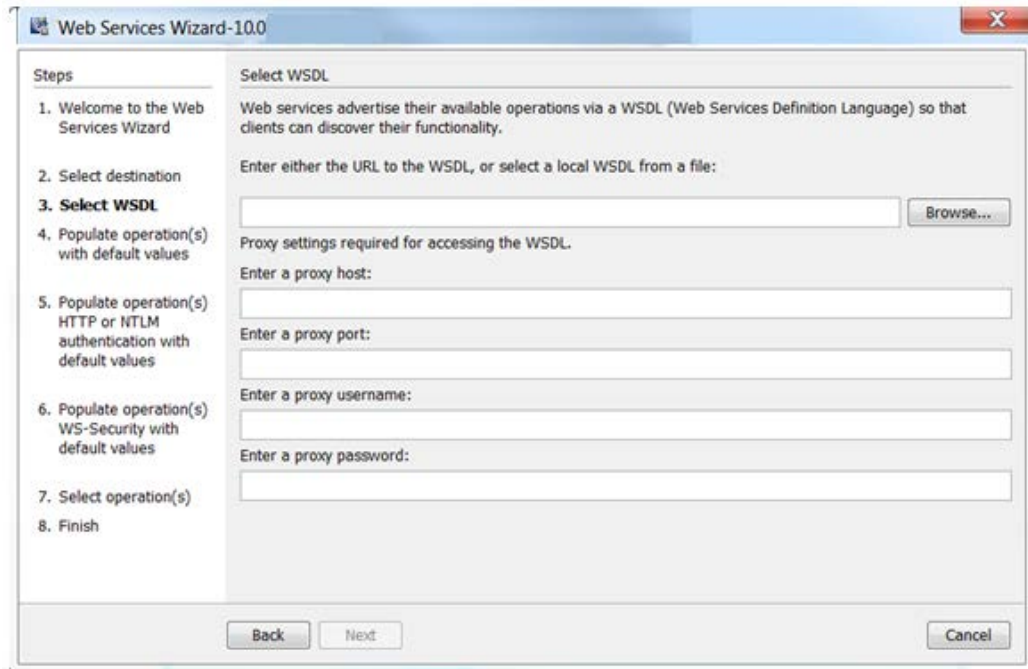 Web Services Wizard-10.0
X
Steps
1. Welcome to the Web
Services Wizard
2. Select destination
3. Select WSDL
4. Populate operation(s)
with default values
5. Populate operation(s)
HTTP or NTLM
authentication with
default values
6. Populate operation(s)
WS-Security with
default values
7. Select operation(s)
8. Finish
Select WSDL
Web services advertise their available operations via a WSDL (Web Services Definition Language) so that
clients can discover their functionality.
Enter either the URL to the WSDL, or select a local WSDL from a file:
Browse...
Proxy settings required for accessing the WSDL.
Enter a proxy host:
Enter a proxy port:
Enter a proxy username:
Enter a proxy password:
Back
Next
Cancel